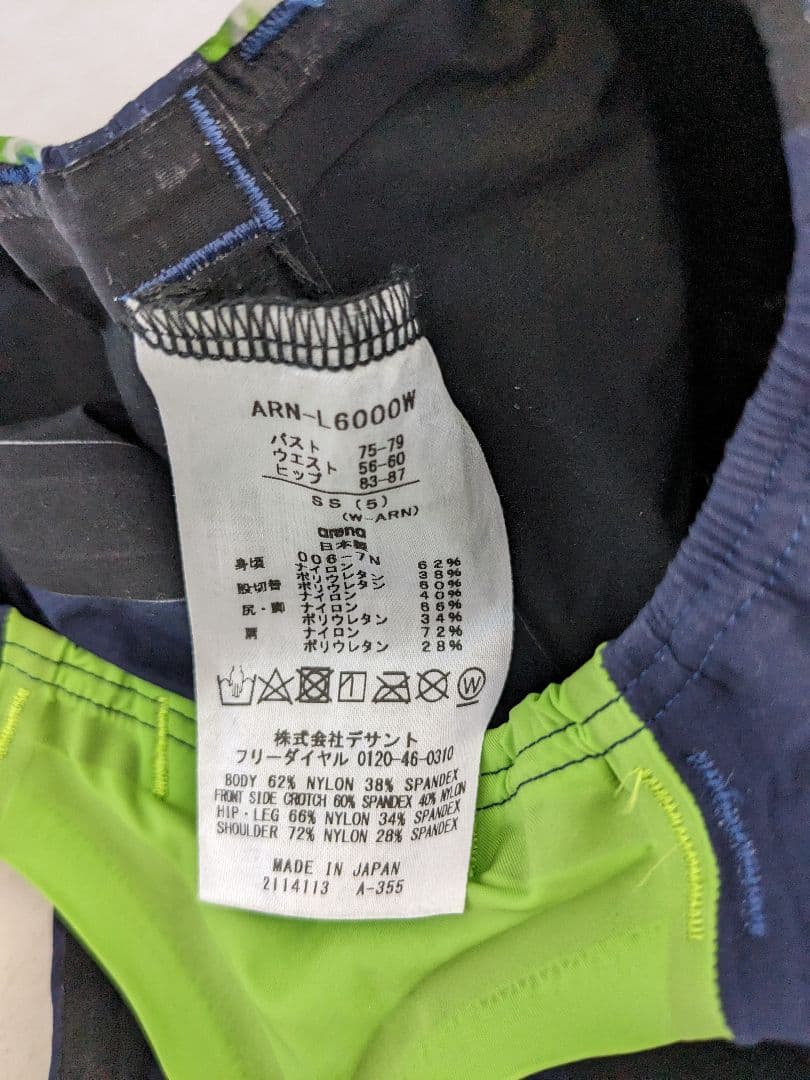 ARN-L6000W
バスト 75-79
ウエスト 56-60
ヒップ 83-87
SS (5)
(W-ARN)
arena
日本製
006-7N
身頃 ナイロン 62%
ポリウレタン 38%
股切替 ポリウレタン 60%
ナイロン 40%
尻・脚 ナイロン 66%
ポリウレタン 34%
肩 ナイロン 72%
ポリウレタン 28%
W
株式会社デサント
フリーダイヤル 0120-46-0310
BODY 62% NYLON 38% SPANDEX
FRONT SIDE CROTCH 60% SPANDEX 40% NYLON
HIP・LEG 66% NYLON 34% SPANDEX
SHOULDER 72% NYLON 28% SPANDEX
MADE IN JAPAN
2114113 A-355